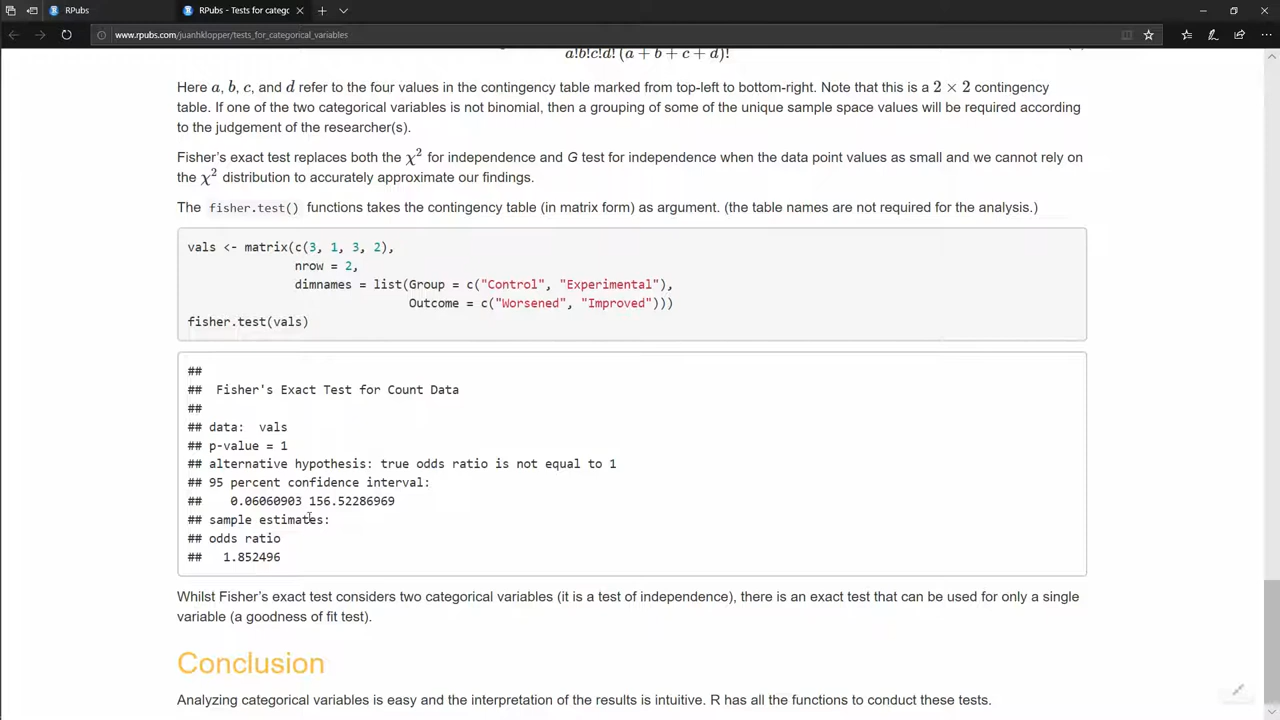 RPubs
RPubs - Tests for catego
www.rpubs.com/juanhklopper/tests_for_categorical_variables
a!b!c!d! (a + b + c + d)!
Here a, b, c, and d refer to the four values in the contingency table marked from top-left to bottom-right. Note that this is a 2 × 2 contingency
table. If one of the two categorical variables is not binomial, then a grouping of some of the unique sample space values will be required according
to the judgement of the researcher(s).
Fisher's exact test replaces both the χ² for independence and G test for independence when the data point values as small and we cannot rely on
the χ² distribution to accurately approximate our findings.
The fisher.test() functions takes the contingency table (in matrix form) as argument. (the table names are not required for the analysis.)
vals <- matrix(c(3, 1, 3, 2),
nrow = 2,
dimnames = list(Group = c("Control", "Experimental"),
Outcome = c("Worsened", "Improved")))
fisher.test(vals)
##
## Fisher's Exact Test for Count Data
##
## data: vals
## p-value = 1
## alternative hypothesis: true odds ratio is not equal to 1
## 95 percent confidence interval:
## 0.06060903 156.52286969
## sample estimates:
## odds ratio
## 1.852496
Whilst Fisher's exact test considers two categorical variables (it is a test of independence), there is an exact test that can be used for only a single
variable (a goodness of fit test).
Conclusion
Analyzing categorical variables is easy and the interpretation of the results is intuitive. R has all the functions to conduct these tests.